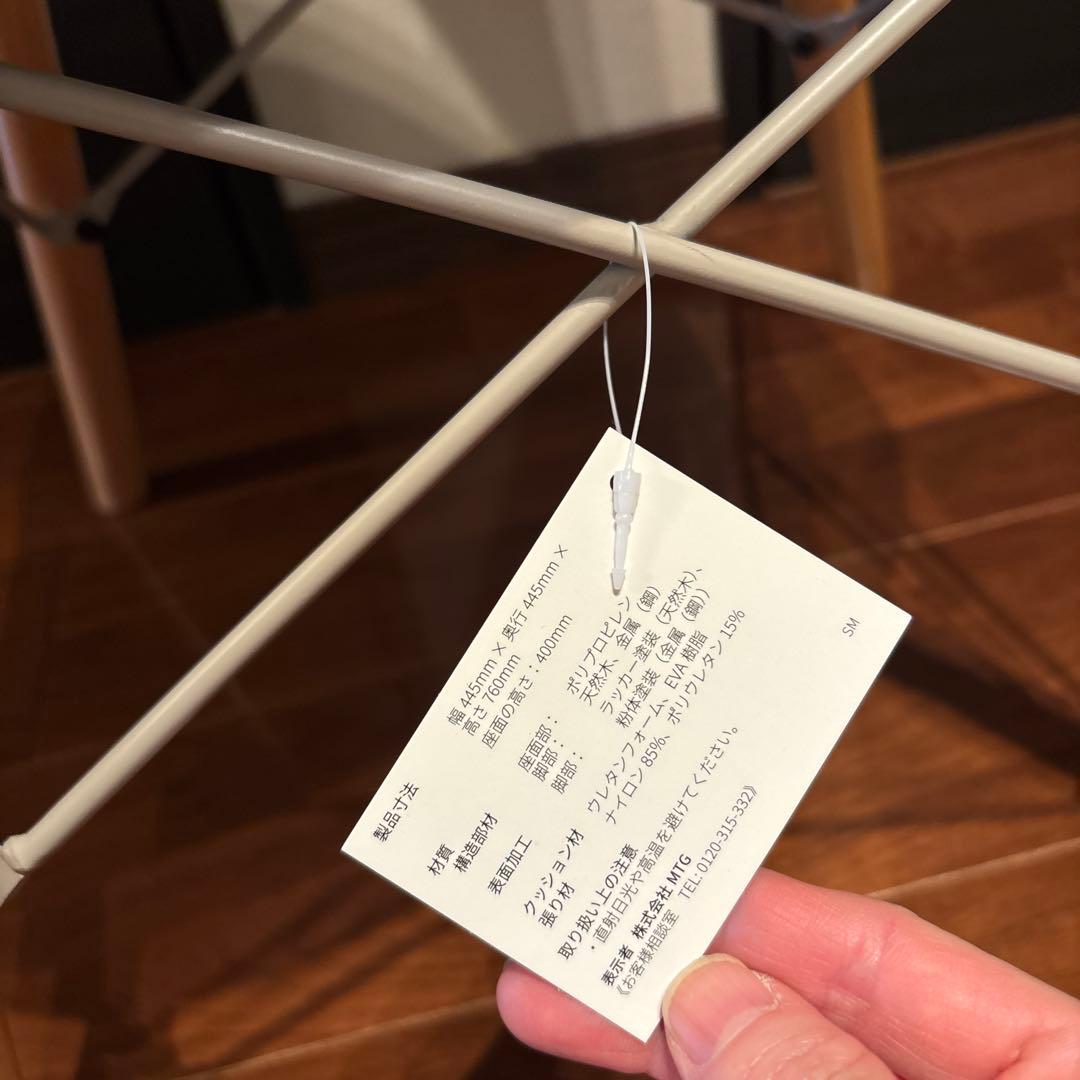 製品寸法 幅 445mm × 奥行 445mm ×
高さ 760mm
座面の高さ：400mm
材質
構造部材 座面部： ポリプロピレン
脚部： 天然木、金属（鋼）
表面加工 脚部： ラッカー塗装（天然木）、
粉体塗装（金属（鋼））
クッション材 ウレタンフォーム、EVA 樹脂
張り材 ナイロン 85%、ポリウレタン 15%
取り扱い上の注意
・直射日光や高温を避けてください。
表示者 株式会社 MTG
《お客様相談室 TEL: 0120-315-332》
SM